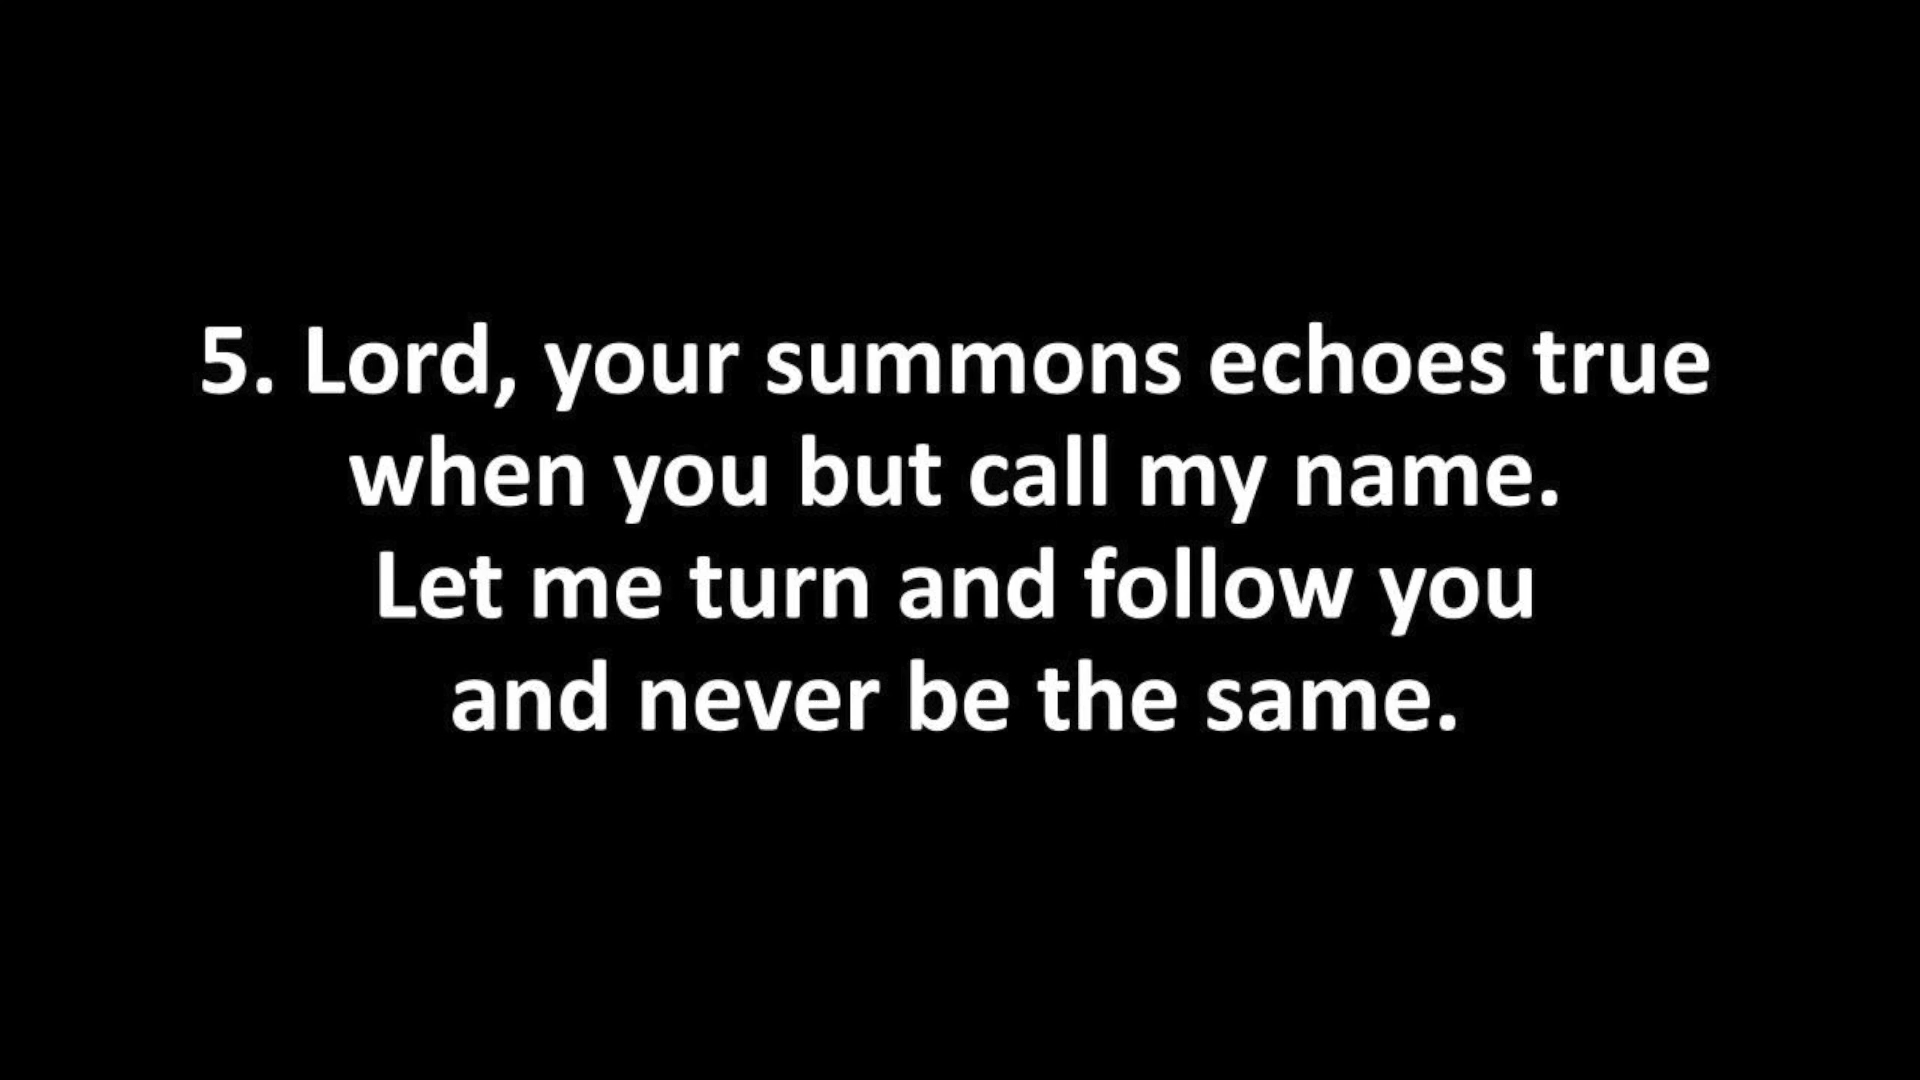 5. Lord, your summons echoes true
when you but call my name.
Let me turn and follow you
and never be the same.